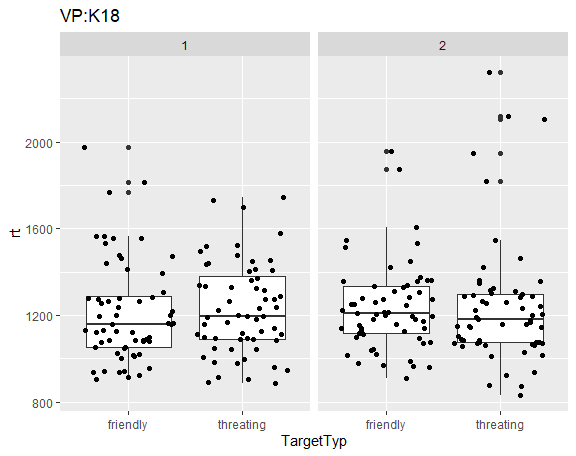 VP:K18
1 2
rt
2000
1600
1200
800
friendly threating friendly threating
TargetTyp